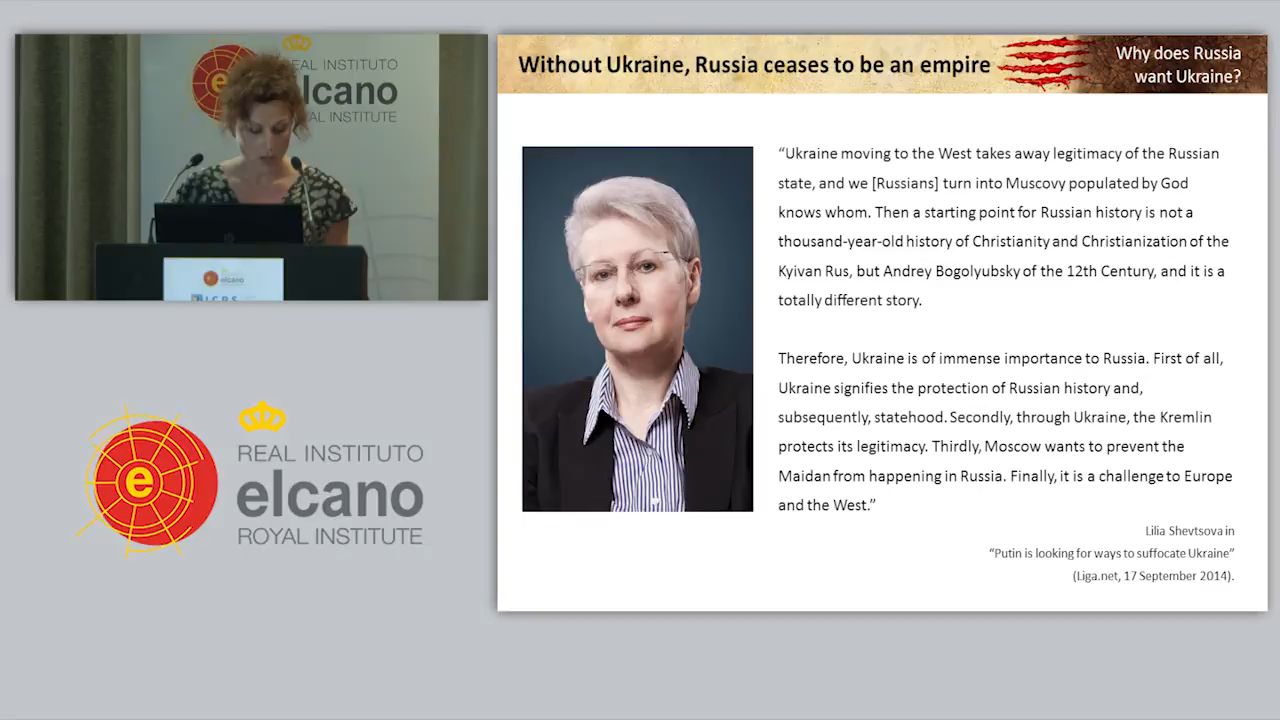 REAL INSTITUTO
elcano
AL INSTITUTE
e
elcano
I C P S
e
REAL INSTITUTO
elcano
ROYAL INSTITUTE
Without Ukraine, Russia ceases to be an empire
Why does Russia
want Ukraine?
“Ukraine moving to the West takes away legitimacy of the Russian
state, and we [Russians] turn into Muscovy populated by God
knows whom. Then a starting point for Russian history is not a
thousand-year-old history of Christianity and Christianization of the
Kyivan Rus, but Andrey Bogolyubsky of the 12th Century, and it is a
totally different story.
Therefore, Ukraine is of immense importance to Russia. First of all,
Ukraine signifies the protection of Russian history and,
subsequently, statehood. Secondly, through Ukraine, the Kremlin
protects its legitimacy. Thirdly, Moscow wants to prevent the
Maidan from happening in Russia. Finally, it is a challenge to Europe
and the West.”
Lilia Shevtsova in
“Putin is looking for ways to suffocate Ukraine”
(Liga.net, 17 September 2014).